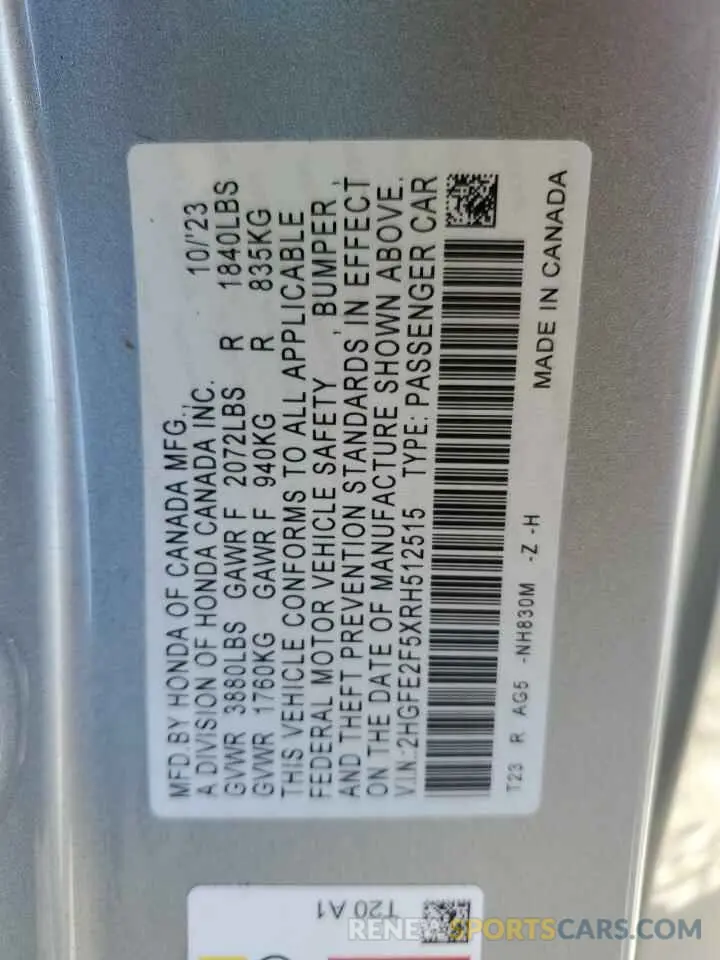 MFD. BY HONDA OF CANADA MFG., 10/'23
A DIVISION OF HONDA CANADA INC.
GVWR 3880LBS GAWR F 2072LBS R 1840LBS
GVWR 1760KG GAWR F 940KG R 835KG
THIS VEHICLE CONFORMS TO ALL APPLICABLE
FEDERAL MOTOR VEHICLE SAFETY , BUMPER ,
AND THEFT PREVENTION STANDARDS IN EFFECT
ON THE DATE OF MANUFACTURE SHOWN ABOVE.
V.I.N.:2HGFE2F5XRH512515 TYPE: PASSENGER CAR
T23 R AG5 -NH830M -Z -H
MADE IN CANADA
T20 A1
RENEWSPORTSCARS.COM